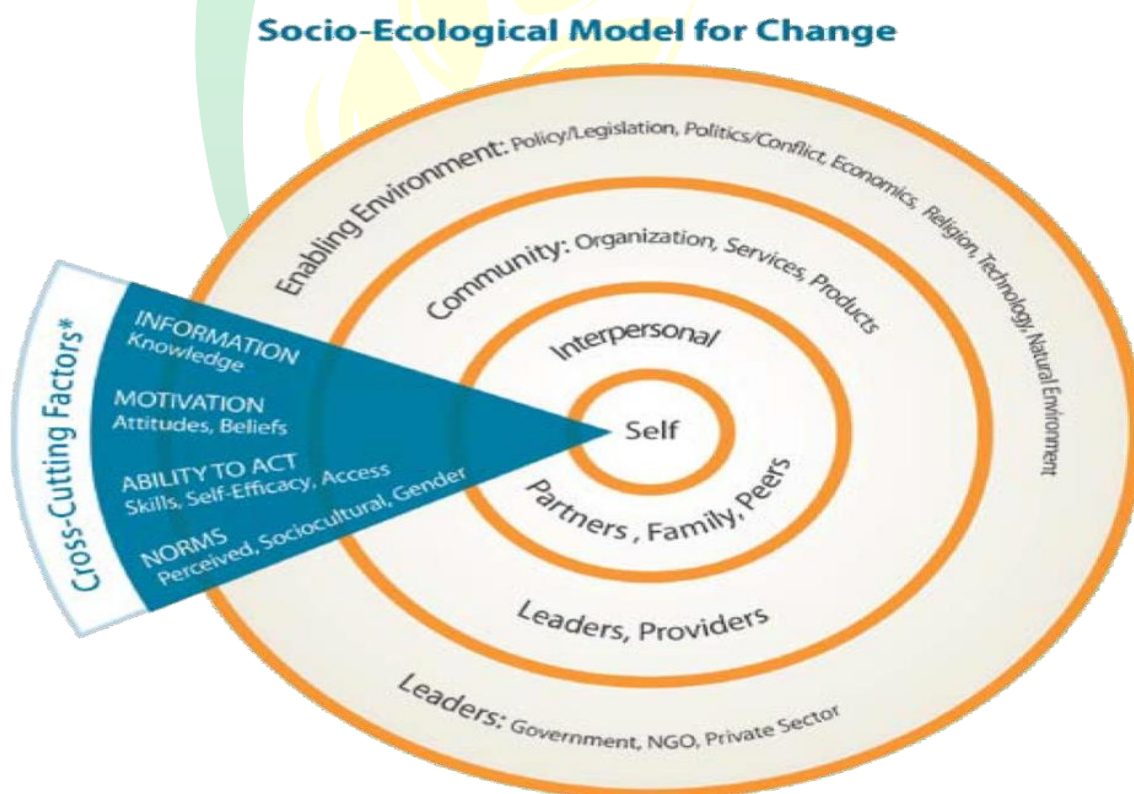 Socio-Ecological Model for Change
Enabling Environment: Policy/Legislation, Politics/Conflict, Economics, Religion, Technology, Natural Environment
Community: Organization, Services, Products
Interpersonal
Self
Partners , Family, Peers
Leaders, Providers
Leaders: Government, NGO, Private Sector
Cross-Cutting Factors*
INFORMATION
Knowledge
MOTIVATION
Attitudes, Beliefs
ABILITY TO ACT
Skills, Self-Efficacy, Access
NORMS
Perceived, Sociocultural, Gender